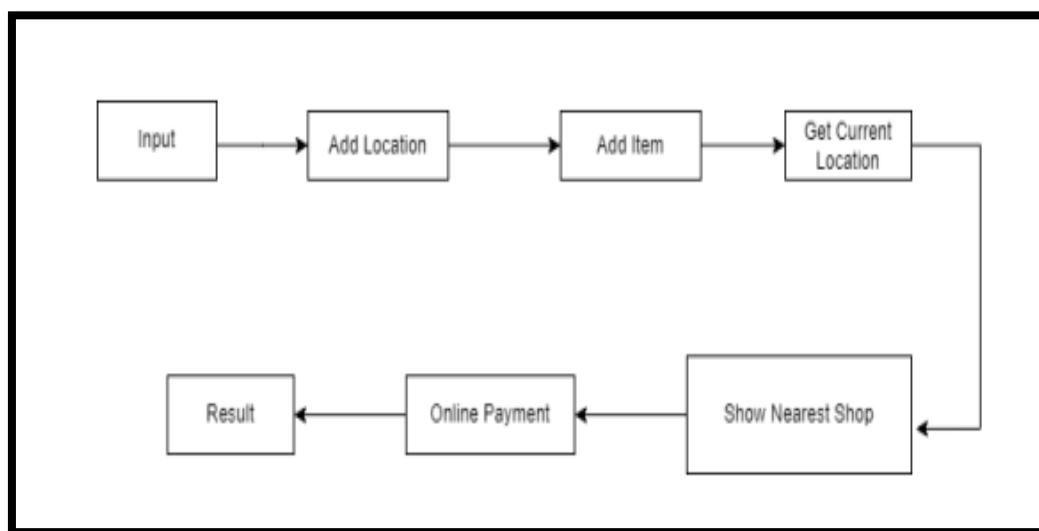 Input
Add Location
Add Item
Get Current
Location
Show Nearest Shop
Online Payment
Result